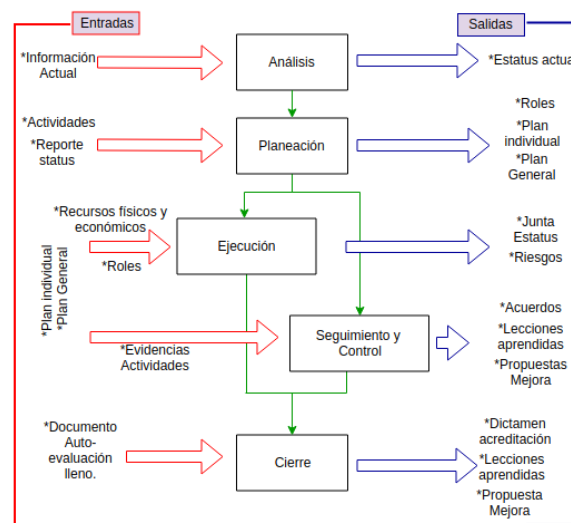 Entradas
Salidas
*Información
Actual
Análisis
*Estatus actual
*Actividades
*Reporte
status
Planeación
*Roles
*Plan
individual
*Plan
General
*Recursos físicos y
económicos
*Roles
Ejecución
*Junta
Estatus
*Riesgos
*Plan individual
*Plan General
*Evidencias
Actividades
Seguimiento y
Control
*Acuerdos
*Lecciones
aprendidas
*Propuestas
Mejora
*Documento
Auto-
evaluación
lleno.
Cierre
*Dictamen
acreditación
*Lecciones
aprendidas
*Propuesta
Mejora